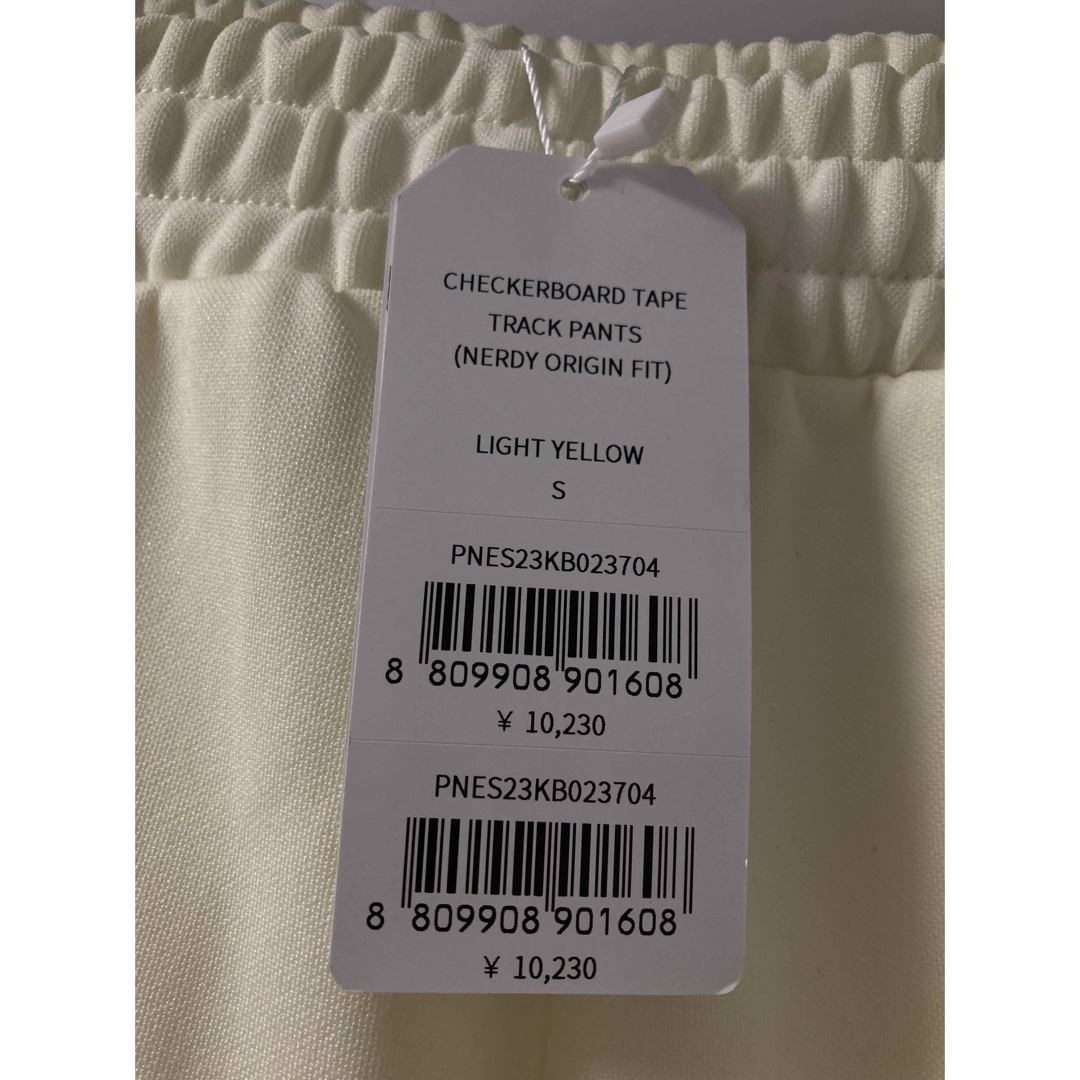 CHECKERBOARD TAPE
TRACK PANTS
(NERDY ORIGIN FIT)
LIGHT YELLOW
S
PNES23KB023704
8 809908 901608
¥ 10,230
PNES23KB023704
8 809908 901608
¥ 10,230